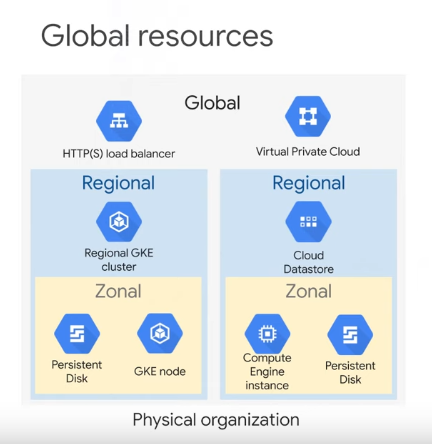 Global resources
Global
HTTP(S) load balancer
Virtual Private Cloud
Regional
Regional GKE
cluster
Zonal
Persistent
Disk
GKE node
Regional
Cloud
Datastore
Zonal
Compute
Engine
instance
Persistent
Disk
Physical organization